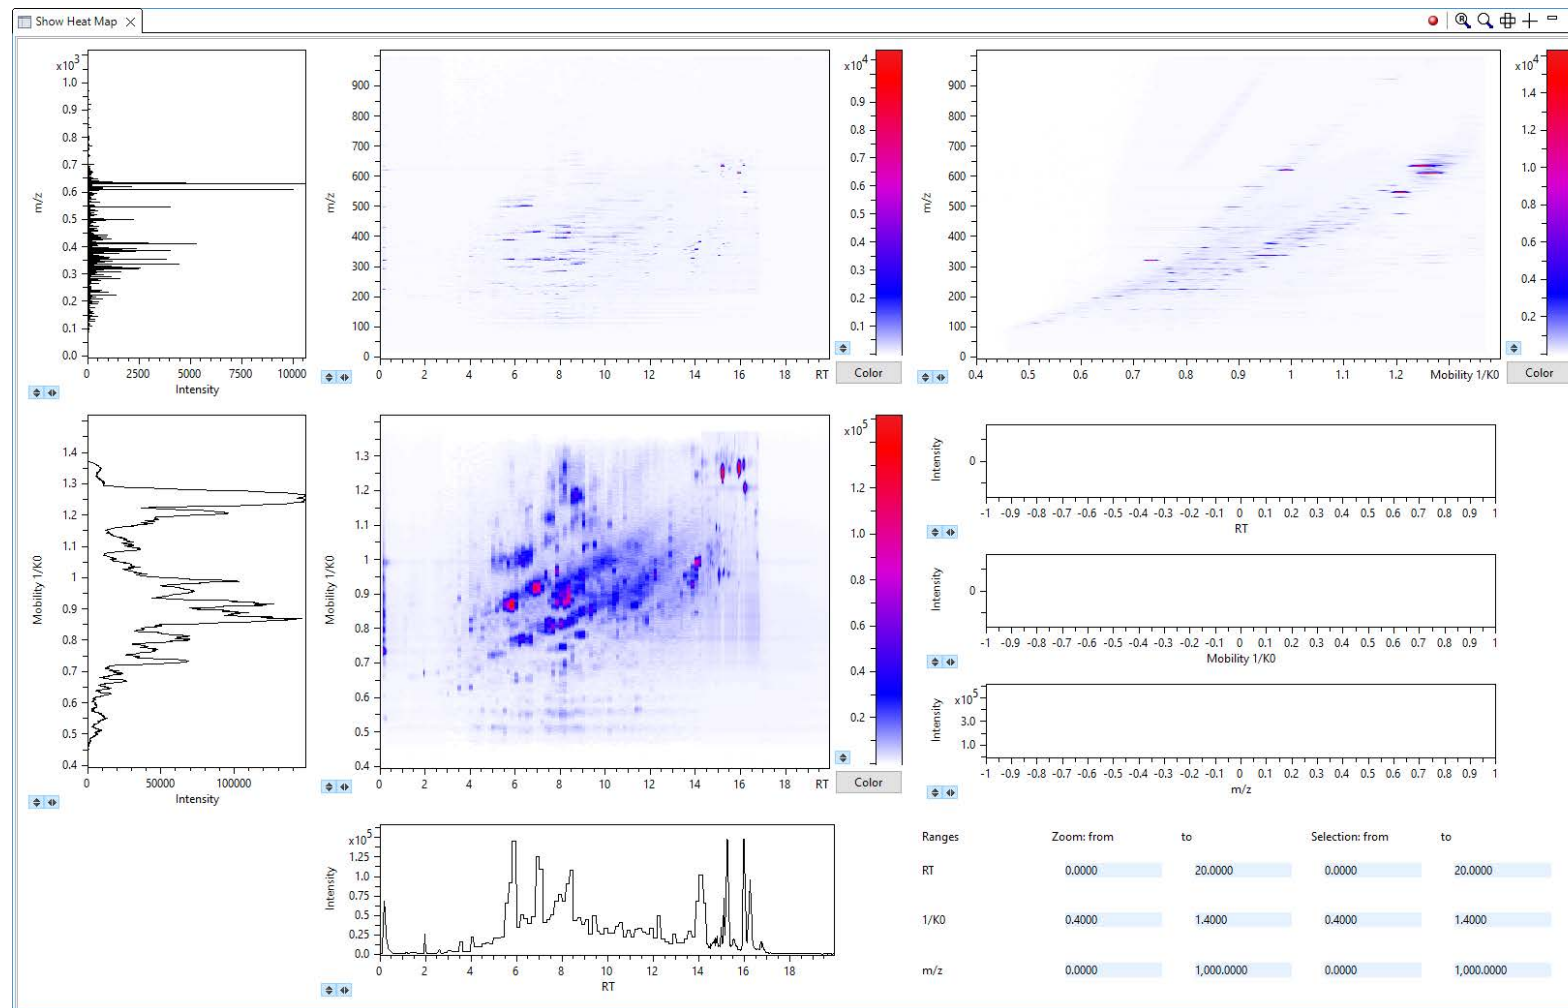 Show Heat Map
x10³
1.0
0.9
0.8
0.7
0.6
0.5
0.4
0.3
0.2
0.1
0.0
m/z
0 2500 5000 7500 10000
Intensity
900
800
700
600
500
400
300
200
100
0
m/z
0 2 4 6 8 10 12 14 16 18 RT
x10⁴
0.9
0.8
0.7
0.6
0.5
0.4
0.3
0.2
0.1
Color
900
800
700
600
500
400
300
200
100
0
m/z
0.4 0.5 0.6 0.7 0.8 0.9 1 1.1 1.2 Mobility 1/K0
x10⁴
1.4
1.2
1.0
0.8
0.6
0.4
0.2
Color
1.4
1.3
1.2
1.1
1
0.9
0.8
0.7
0.6
0.5
0.4
Mobility 1/K0
0 50000 100000
Intensity
1.3
1.2
1.1
1
0.9
0.8
0.7
0.6
0.5
0.4
Mobility 1/K0
0 2 4 6 8 10 12 14 16 18 RT
x10⁵
1.2
1.0
0.8
0.6
0.4
0.2
Color
Intensity
0
-1 -0.9 -0.8 -0.7 -0.6 -0.5 -0.4 -0.3 -0.2 -0.1 0 0.1 0.2 0.3 0.4 0.5 0.6 0.7 0.8 0.9 1
RT
Intensity
0
-1 -0.9 -0.8 -0.7 -0.6 -0.5 -0.4 -0.3 -0.2 -0.1 0 0.1 0.2 0.3 0.4 0.5 0.6 0.7 0.8 0.9 1
Mobility 1/K0
Intensity
x10⁵
3.0
1.0
-1 -0.9 -0.8 -0.7 -0.6 -0.5 -0.4 -0.3 -0.2 -0.1 0 0.1 0.2 0.3 0.4 0.5 0.6 0.7 0.8 0.9 1
m/z
x10⁵
1.25
1.0
0.75
0.5
0.25
0.0
Intensity
0 2 4 6 8 10 12 14 16 18
RT
Ranges Zoom: from to Selection: from to
RT 0.0000 20.0000 0.0000 20.0000
1/K0 0.4000 1.4000 0.4000 1.4000
m/z 0.0000 1,000.0000 0.0000 1,000.0000